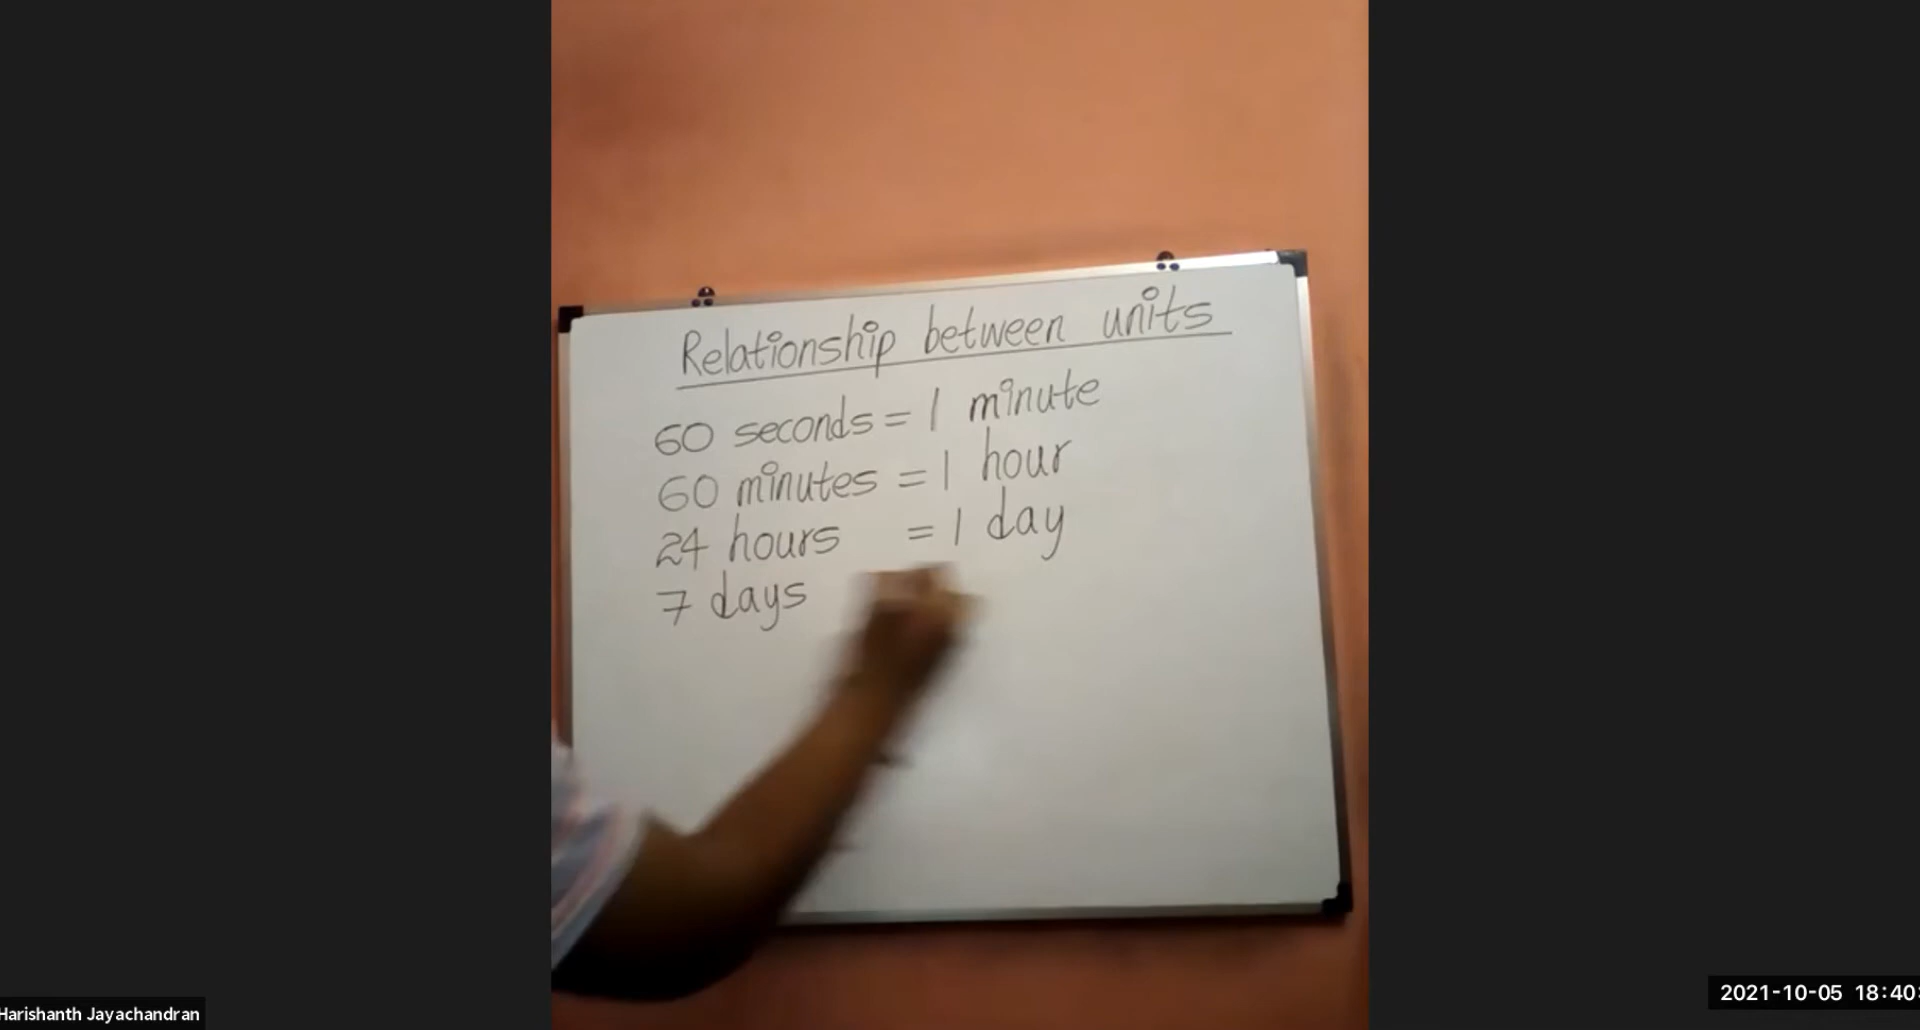 Relationship between units
60 seconds = 1 minute
60 minutes = 1 hour
24 hours = 1 day
7 days
Harishanth Jayachandran
2021-10-05 18:40: